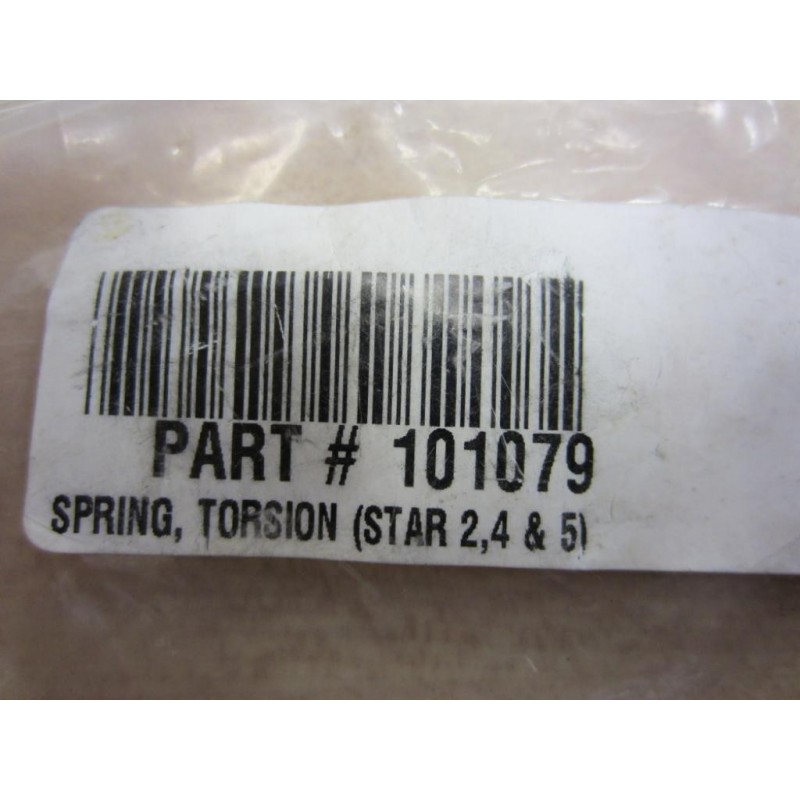 PART # 101079
SPRING, TORSION (STAR 2,4 & 5)